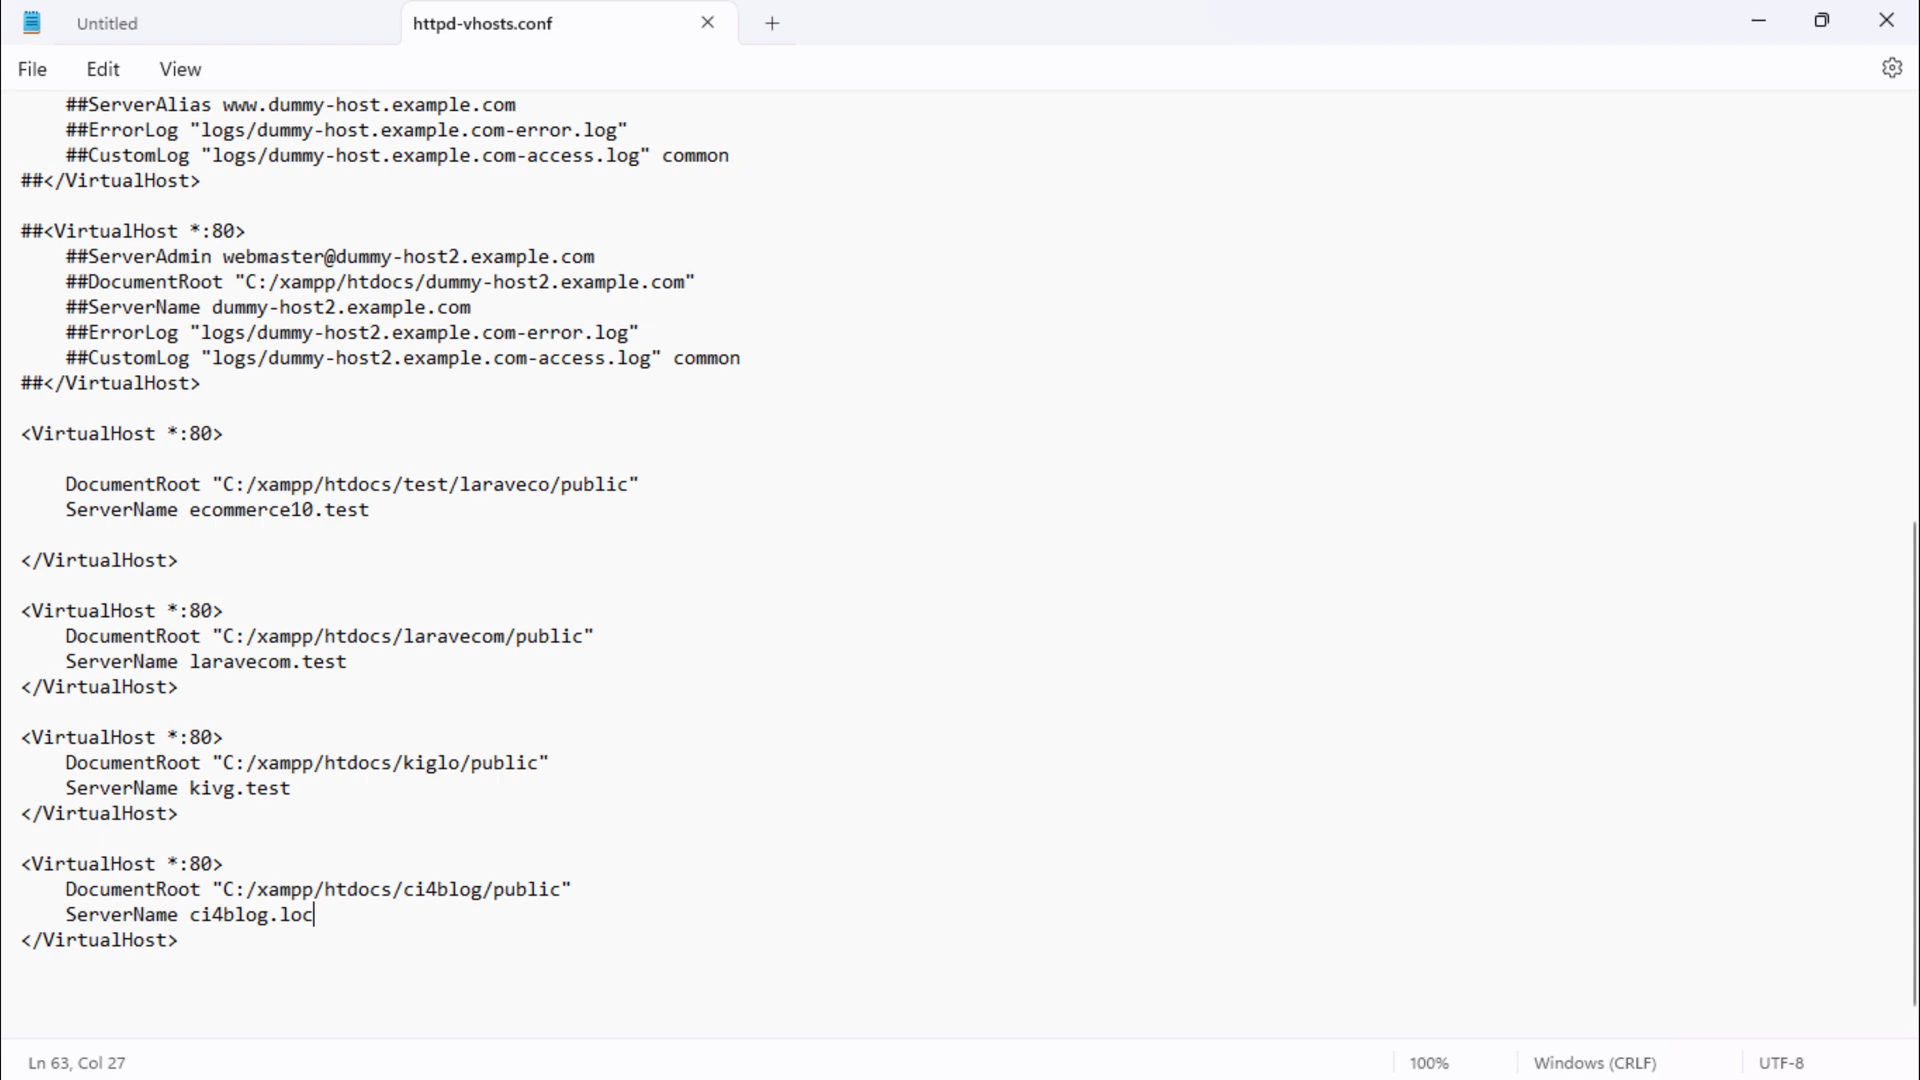 Untitled
httpd-vhosts.conf
File Edit View
##ServerAlias www.dummy-host.example.com
##ErrorLog "logs/dummy-host.example.com-error.log"
##CustomLog "logs/dummy-host.example.com-access.log" common
##</VirtualHost>
##<VirtualHost *:80>
##ServerAdmin webmaster@dummy-host2.example.com
##DocumentRoot "C:/xampp/htdocs/dummy-host2.example.com"
##ServerName dummy-host2.example.com
##ErrorLog "logs/dummy-host2.example.com-error.log"
##CustomLog "logs/dummy-host2.example.com-access.log" common
##</VirtualHost>
<VirtualHost *:80>
DocumentRoot "C:/xampp/htdocs/test/laraveco/public"
ServerName ecommerce10.test
</VirtualHost>
<VirtualHost *:80>
DocumentRoot "C:/xampp/htdocs/laravecom/public"
ServerName laravecom.test
</VirtualHost>
<VirtualHost *:80>
DocumentRoot "C:/xampp/htdocs/kiglo/public"
ServerName kivg.test
</VirtualHost>
<VirtualHost *:80>
DocumentRoot "C:/xampp/htdocs/ci4blog/public"
ServerName ci4blog.loc
</VirtualHost>
Ln 63, Col 27
100%
Windows (CRLF)
UTF-8